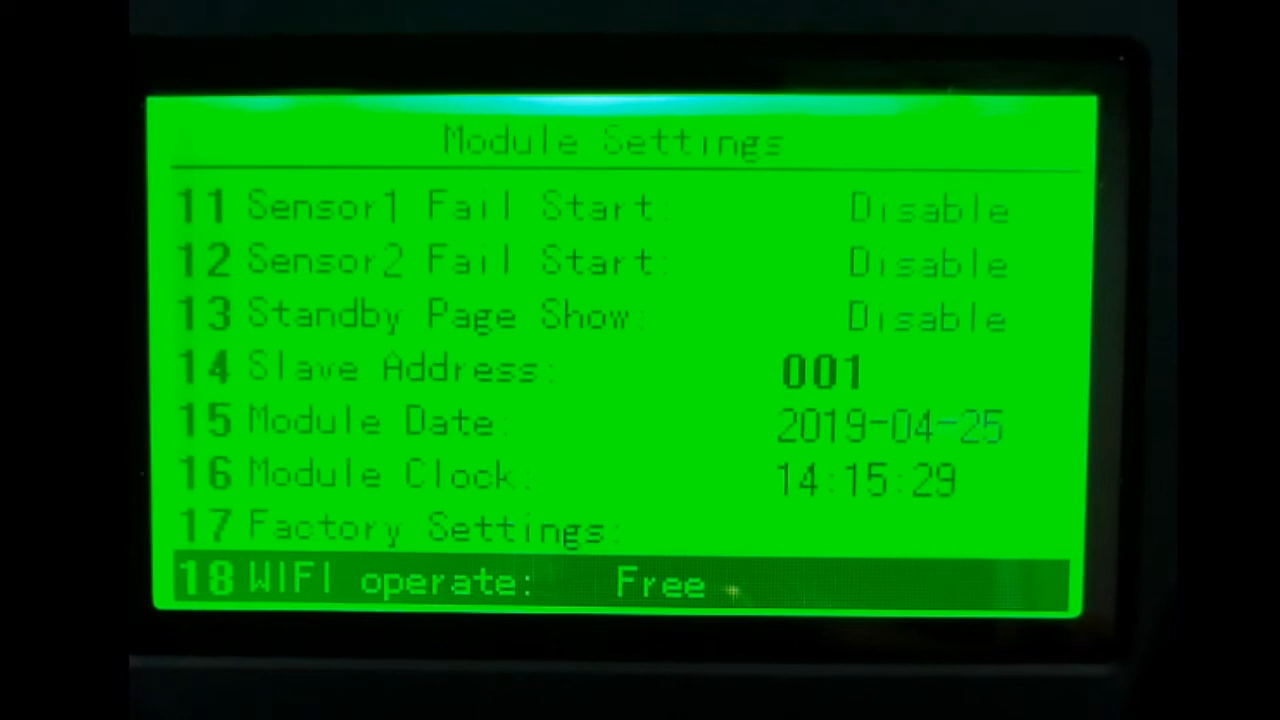 Module Settings
11 Sensor1 Fail Start: Disable
12 Sensor2 Fail Start: Disable
13 Standby Page Show: Disable
14 Slave Address: 001
15 Module Date: 2019-04-25
16 Module Clock: 14:15:29
17 Factory Settings:
18 WIFI operate: Free